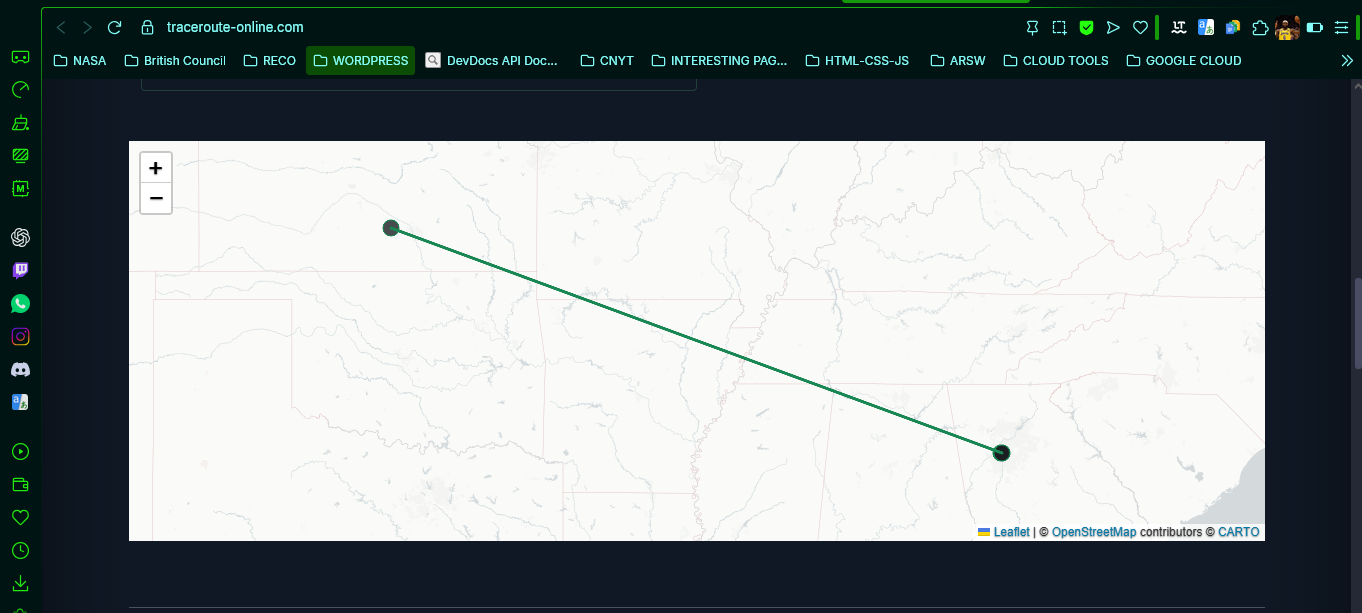 traceroute-online.com
LT
NASA British Council RECO WORDPRESS DevDocs API Doc... CNYT INTERESTING PAG... HTML-CSS-JS ARSW CLOUD TOOLS GOOGLE CLOUD
M
+
−
Leaflet | © OpenStreetMap contributors © CARTO